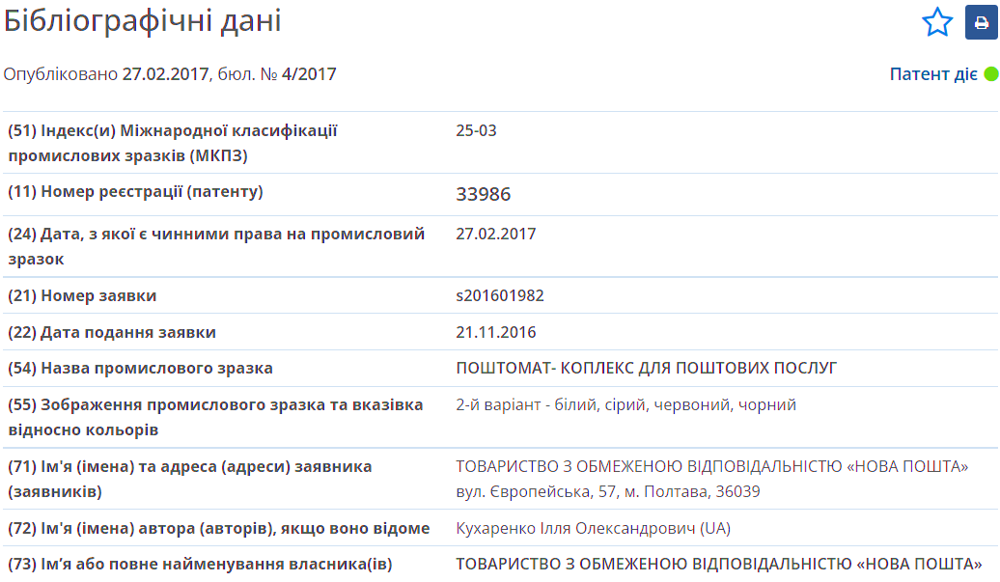 Бібліографічні дані
Опубліковано 27.02.2017, бюл. № 4/2017
Патент діє
(51) Індекс(и) Міжнародної класифікації
промислових зразків (МКПЗ)
25-03
(11) Номер реєстрації (патенту)
33986
(24) Дата, з якої є чинними права на промисловий
зразок
27.02.2017
(21) Номер заявки
s201601982
(22) Дата подання заявки
21.11.2016
(54) Назва промислового зразка
ПОШТОМАТ- КОПЛЕКС ДЛЯ ПОШТОВИХ ПОСЛУГ
(55) Зображення промислового зразка та вказівка
відносно кольорів
2-й варіант - білий, сірий, червоний, чорний
(71) Ім'я (імена) та адреса (адреси) заявника
(заявників)
ТОВАРИСТВО З ОБМЕЖЕНОЮ ВІДПОВІДАЛЬНІСТЮ «НОВА ПОШТА»
вул. Європейська, 57, м. Полтава, 36039
(72) Ім'я (імена) автора (авторів), якщо воно відоме
Кухаренко Ілля Олександрович (UA)
(73) Ім’я або повне найменування власника(ів)
ТОВАРИСТВО З ОБМЕЖЕНОЮ ВІДПОВІДАЛЬНІСТЮ «НОВА ПОШТА»